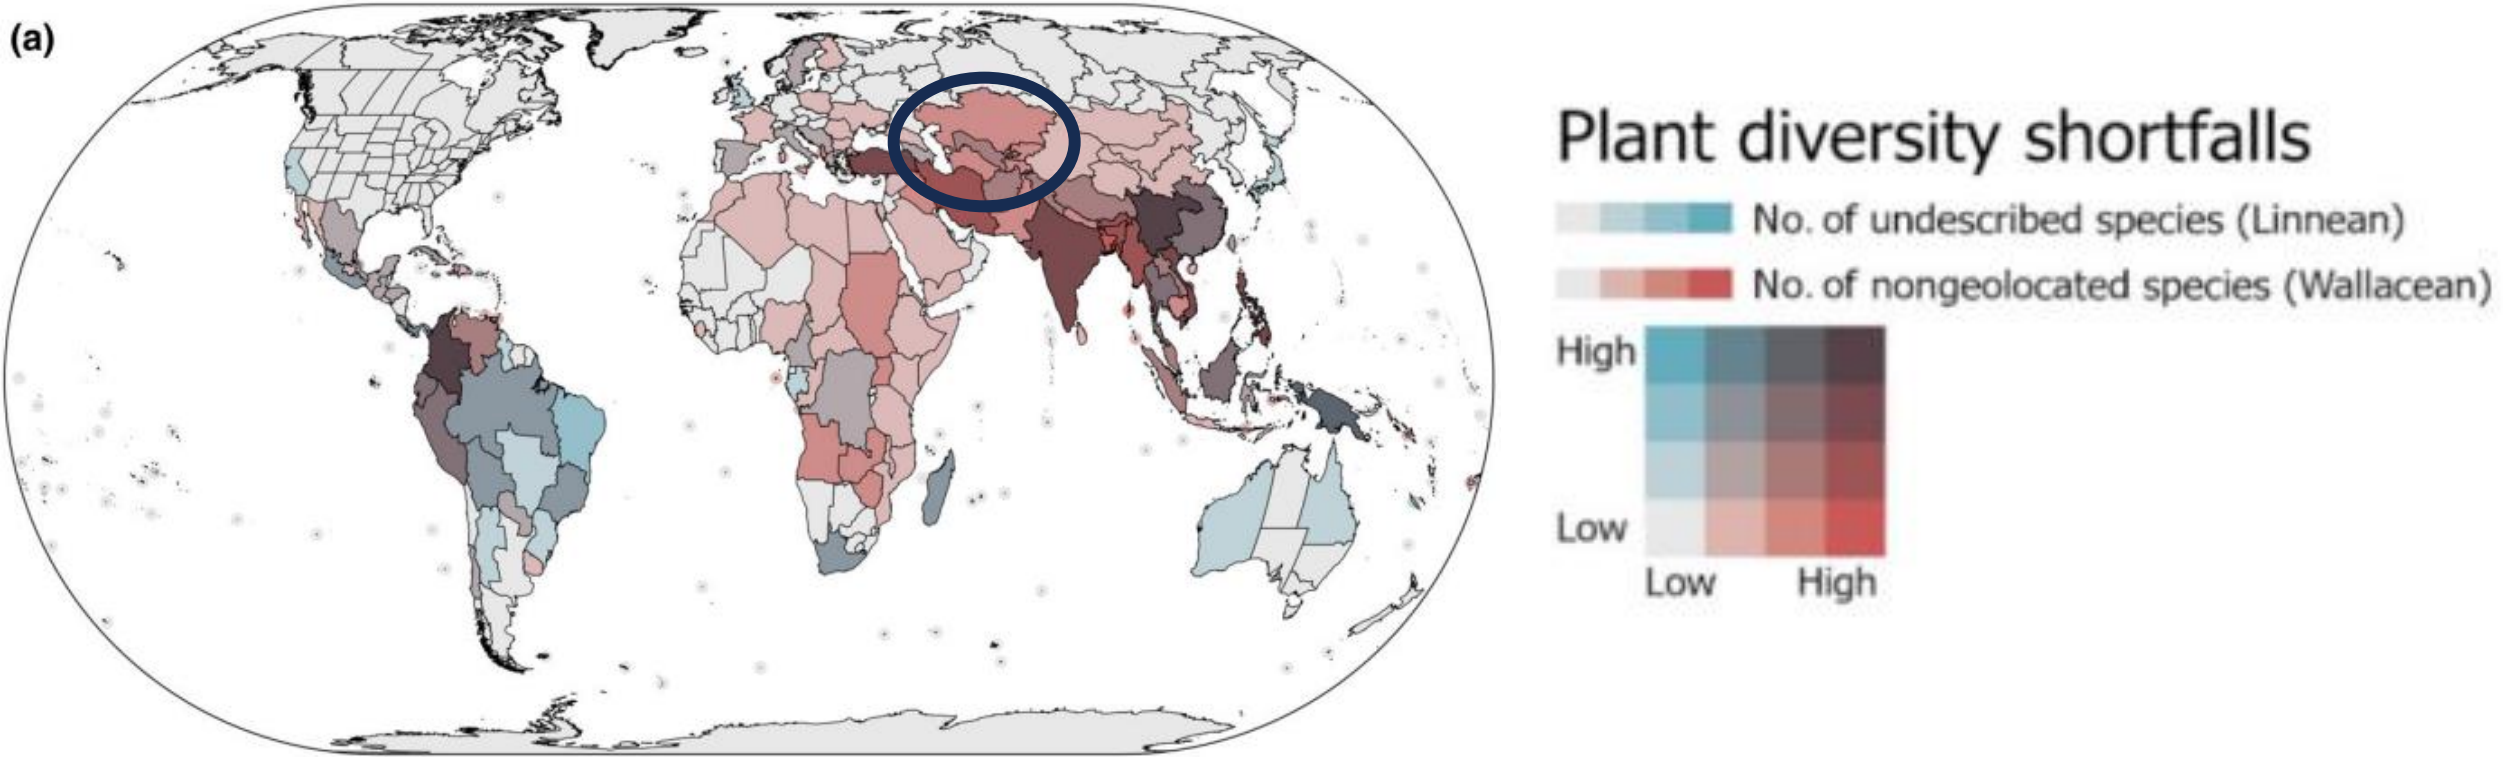 (a)
Plant diversity shortfalls
No. of undescribed species (Linnean)
No. of nongeolocated species (Wallacean)
High
Low
Low High